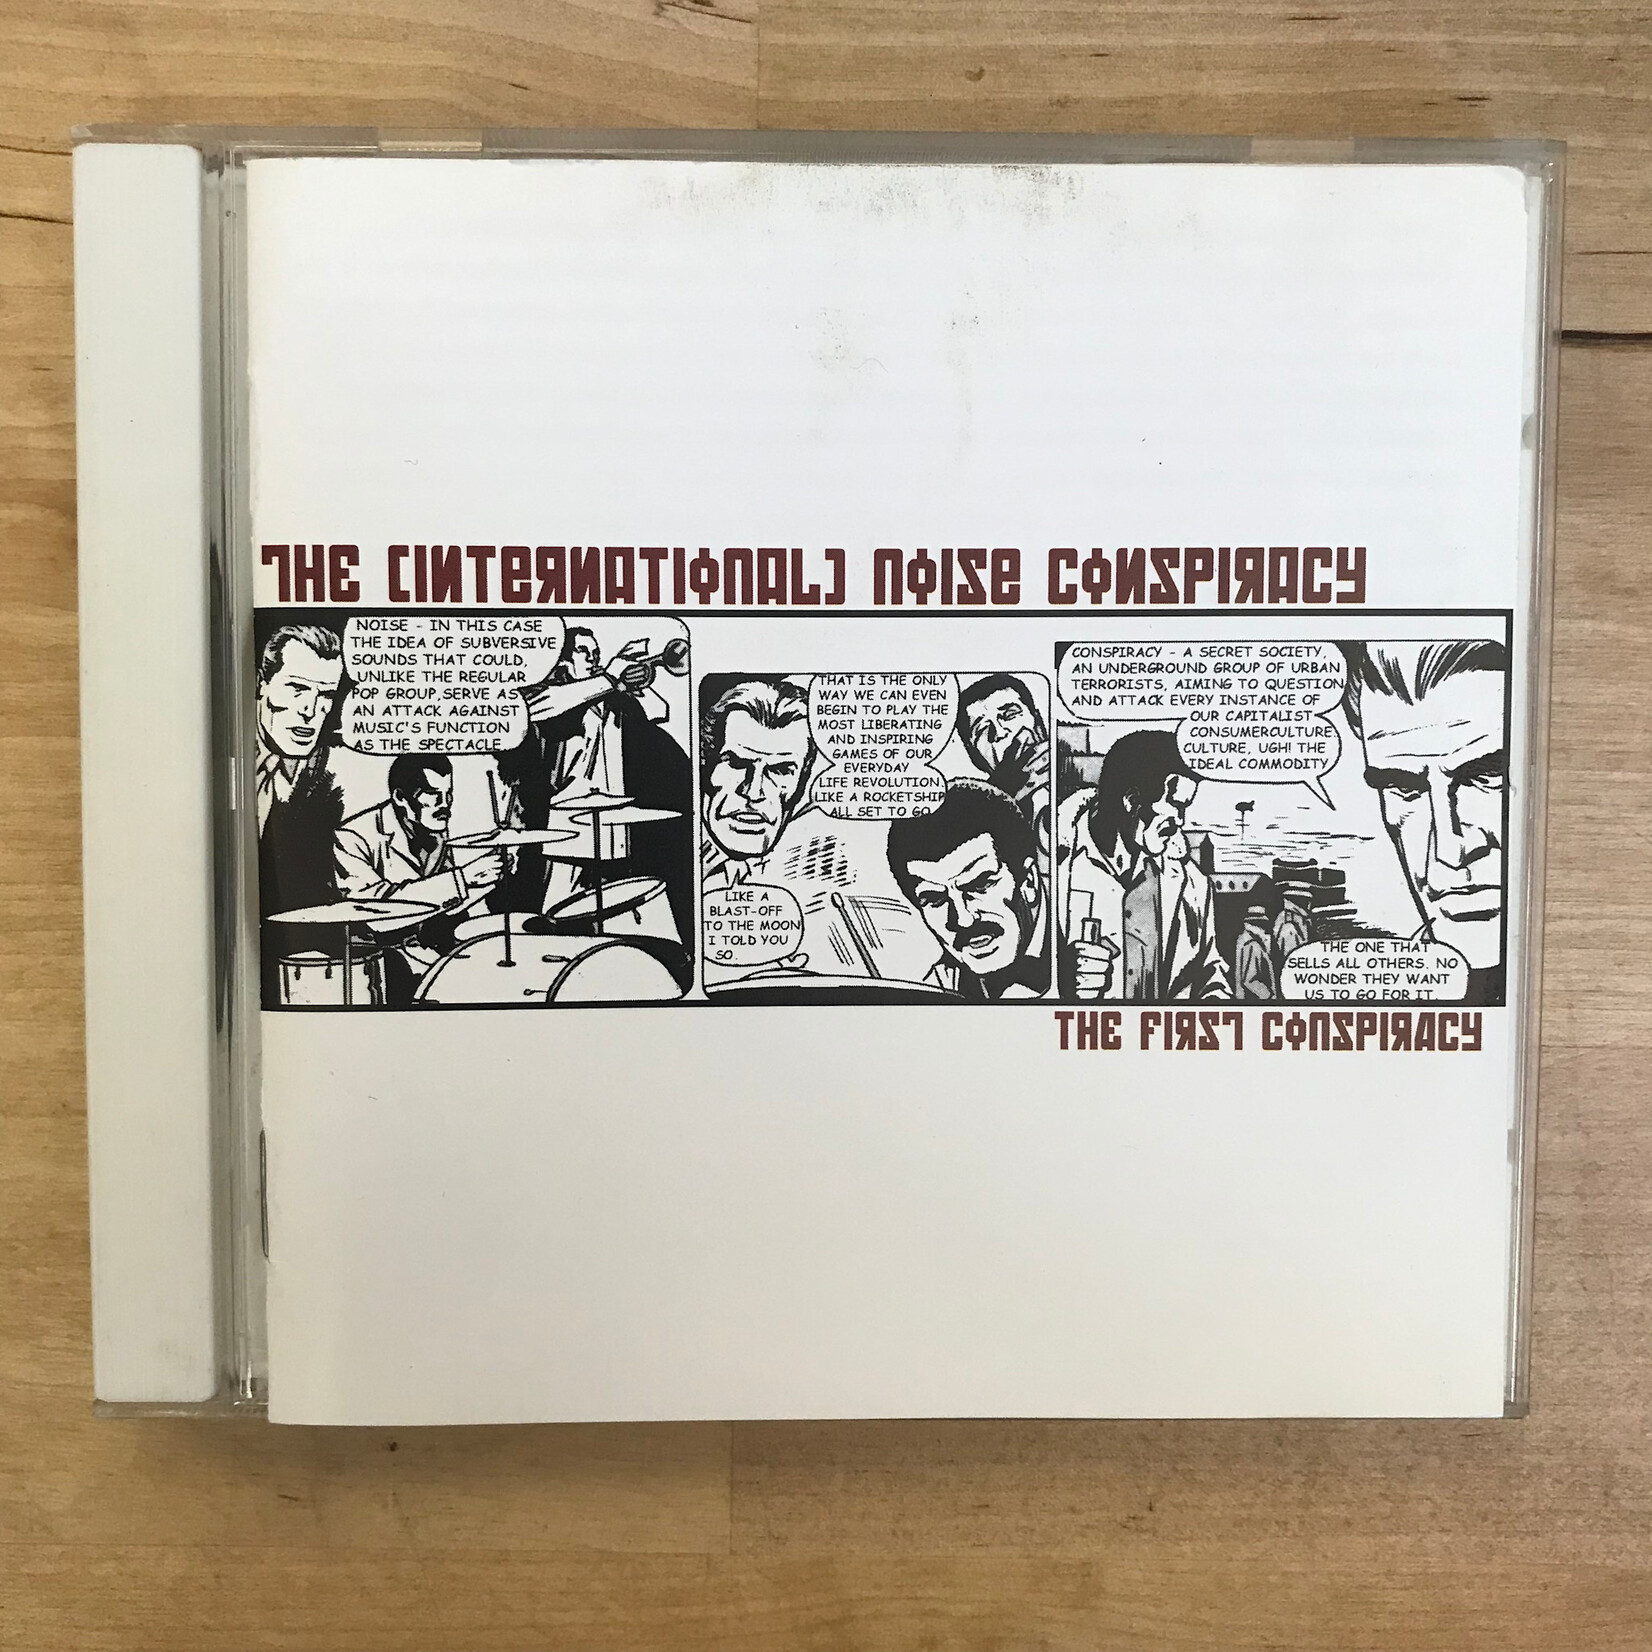 THE (INTERNATIONAL) NOISE CONSPIRACY
NOISE - IN THIS CASE
THE IDEA OF SUBVERSIVE
SOUNDS THAT COULD,
UNLIKE THE REGULAR
POP GROUP,SERVE AS
AN ATTACK AGAINST
MUSIC'S FUNCTION
AS THE SPECTACLE
THAT IS THE ONLY
WAY WE CAN EVEN
BEGIN TO PLAY THE
MOST LIBERATING
AND INSPIRING
GAMES OF OUR
EVERYDAY
LIFE REVOLUTION.
LIKE A ROCKETSHIP
ALL SET TO GO
LIKE A
BLAST-OFF
TO THE MOON
I TOLD YOU
SO.
CONSPIRACY - A SECRET SOCIETY,
AN UNDERGROUND GROUP OF URBAN
TERRORISTS, AIMING TO QUESTION
AND ATTACK EVERY INSTANCE OF
OUR CAPITALIST
CONSUMERCULTURE.
CULTURE, UGH! THE
IDEAL COMMODITY
THE ONE THAT
SELLS ALL OTHERS. NO
WONDER THEY WANT
US TO GO FOR IT.
THE FIRST CONSPIRACY